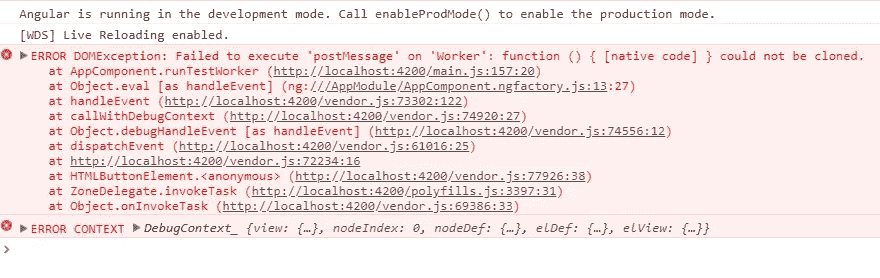 Angular is running in the development mode. Call enableProdMode() to enable the production mode.
[WDS] Live Reloading enabled.
ERROR DOMException: Failed to execute 'postMessage' on 'Worker': function () { [native code] } could not be cloned.
at AppComponent.runTestWorker (http://localhost:4200/main.js:157:20)
at Object.eval [as handleEvent] (ng:///AppModule/AppComponent.ngfactory.js:13:27)
at handleEvent (http://localhost:4200/vendor.js:73302:122)
at callWithDebugContext (http://localhost:4200/vendor.js:74920:27)
at Object.debugHandleEvent [as handleEvent] (http://localhost:4200/vendor.js:74556:12)
at dispatchEvent (http://localhost:4200/vendor.js:61016:25)
at http://localhost:4200/vendor.js:72234:16
at HTMLButtonElement.<anonymous> (http://localhost:4200/vendor.js:77926:38)
at ZoneDelegate.invokeTask (http://localhost:4200/polyfills.js:3397:31)
at Object.onInvokeTask (http://localhost:4200/vendor.js:69386:33)
ERROR CONTEXT DebugContext_ {view: {…}, nodeIndex: 0, nodeDef: {…}, elDef: {…}, elView: {…}}